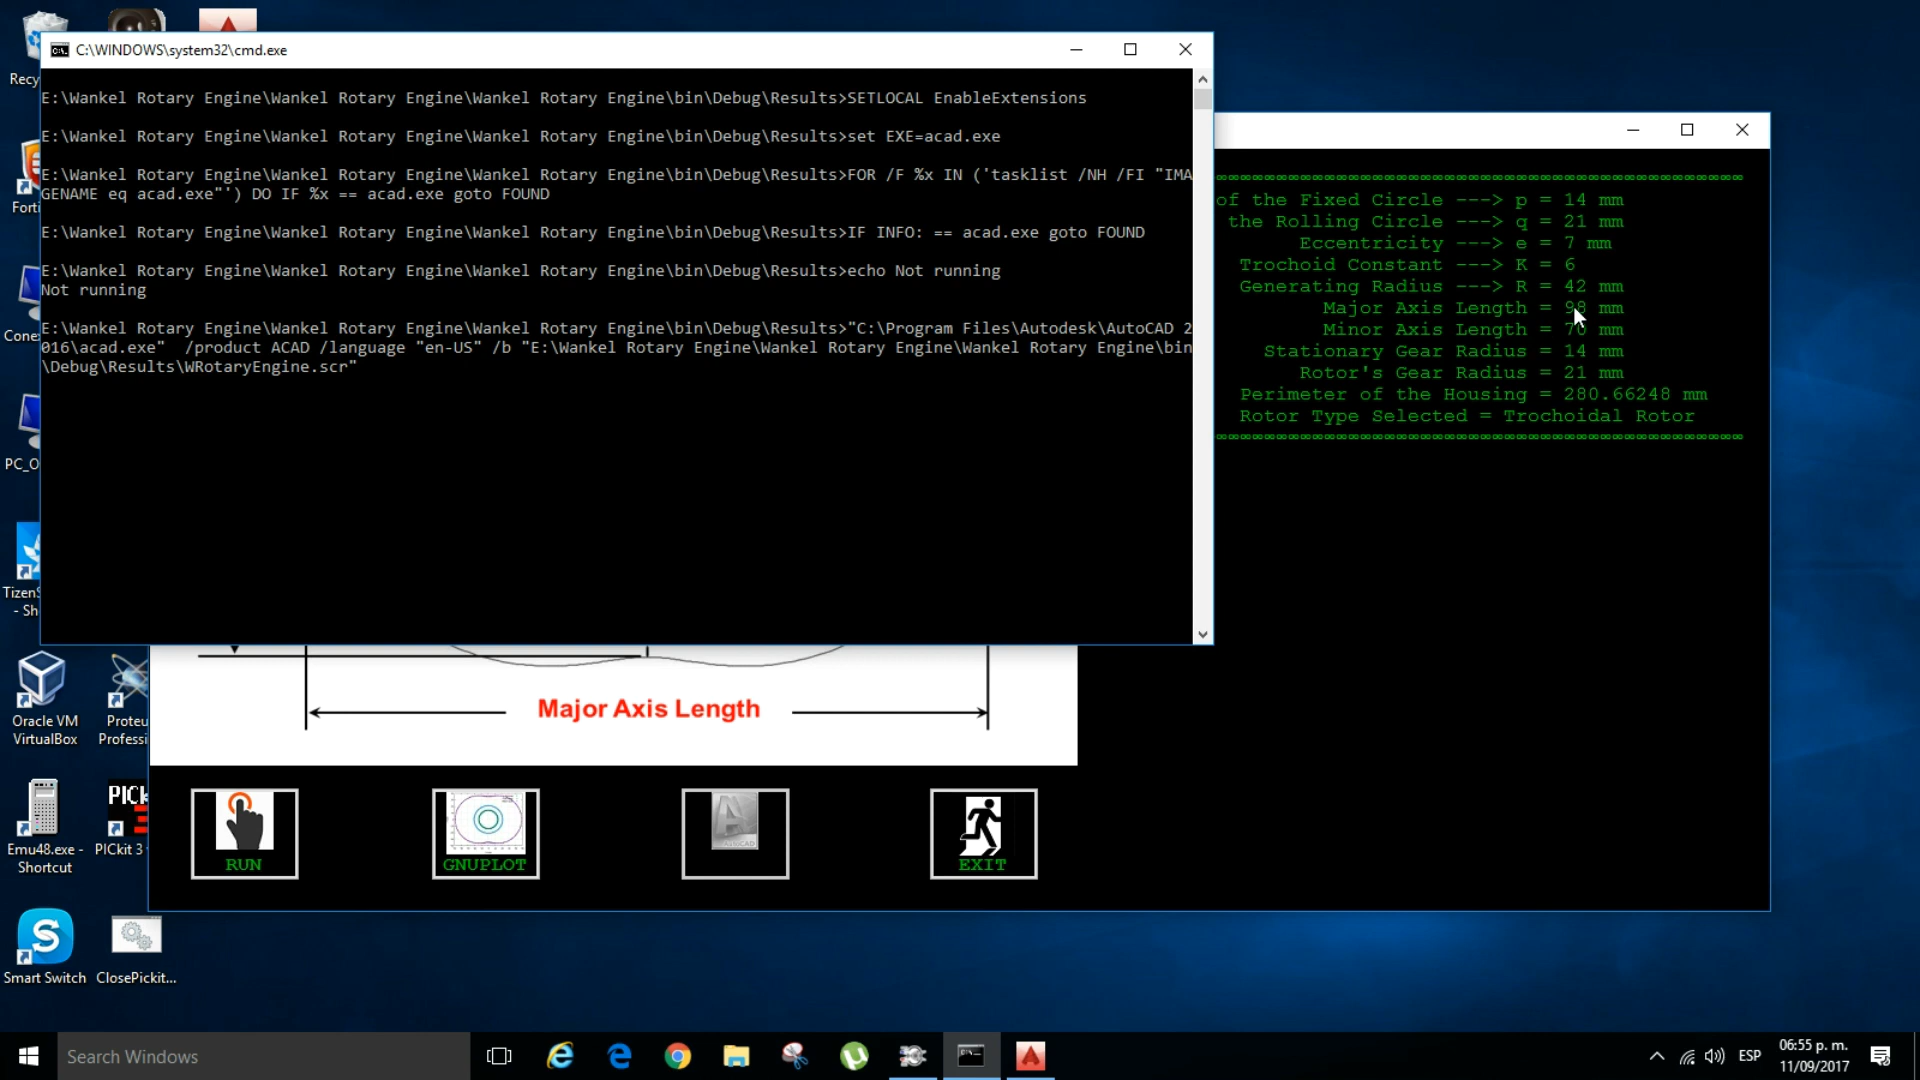 C:\WINDOWS\system32\cmd.exe
E:\Wankel Rotary Engine\Wankel Rotary Engine\Wankel Rotary Engine\bin\Debug\Results>SETLOCAL EnableExtensions
E:\Wankel Rotary Engine\Wankel Rotary Engine\Wankel Rotary Engine\bin\Debug\Results>set EXE=acad.exe
E:\Wankel Rotary Engine\Wankel Rotary Engine\Wankel Rotary Engine\bin\Debug\Results>FOR /F %x IN ('tasklist /NH /FI "IMA
GENAME eq acad.exe"') DO IF %x == acad.exe goto FOUND
E:\Wankel Rotary Engine\Wankel Rotary Engine\Wankel Rotary Engine\bin\Debug\Results>IF INFO: == acad.exe goto FOUND
E:\Wankel Rotary Engine\Wankel Rotary Engine\Wankel Rotary Engine\bin\Debug\Results>echo Not running
Not running
E:\Wankel Rotary Engine\Wankel Rotary Engine\Wankel Rotary Engine\bin\Debug\Results>"C:\Program Files\Autodesk\AutoCAD 2
016\acad.exe"  /product ACAD /language "en-US" /b "E:\Wankel Rotary Engine\Wankel Rotary Engine\Wankel Rotary Engine\bin
\Debug\Results\WRotaryEngine.scr"
of the Fixed Circle ---> p = 14 mm
the Rolling Circle ---> q = 21 mm
Eccentricity ---> e = 7 mm
Trochoid Constant ---> K = 6
Generating Radius ---> R = 42 mm
Major Axis Length = 98 mm
Minor Axis Length = 70 mm
Stationary Gear Radius = 14 mm
Rotor's Gear Radius = 21 mm
Perimeter of the Housing = 280.66248 mm
Rotor Type Selected = Trochoidal Rotor
Major Axis Length
RUN
GNUPLOT
AutoCAD
EXIT
Recy
Forti
Cone
PC_O
TizenS
- Sh
Oracle VM
VirtualBox
Proteu
Professi
Emu48.exe -
Shortcut
PICk
PICkit 3
Smart Switch
ClosePickit...
Search Windows
ESP
06:55 p. m.
11/09/2017